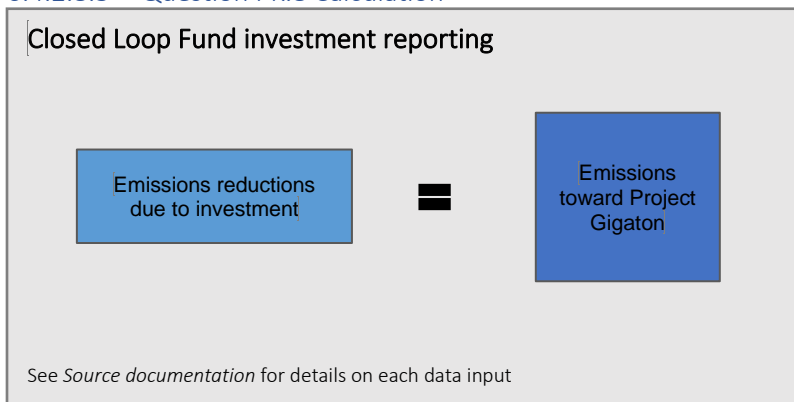 Closed Loop Fund investment reporting
Emissions reductions
due to investment
=
Emissions
toward Project
Gigaton
See Source documentation for details on each data input